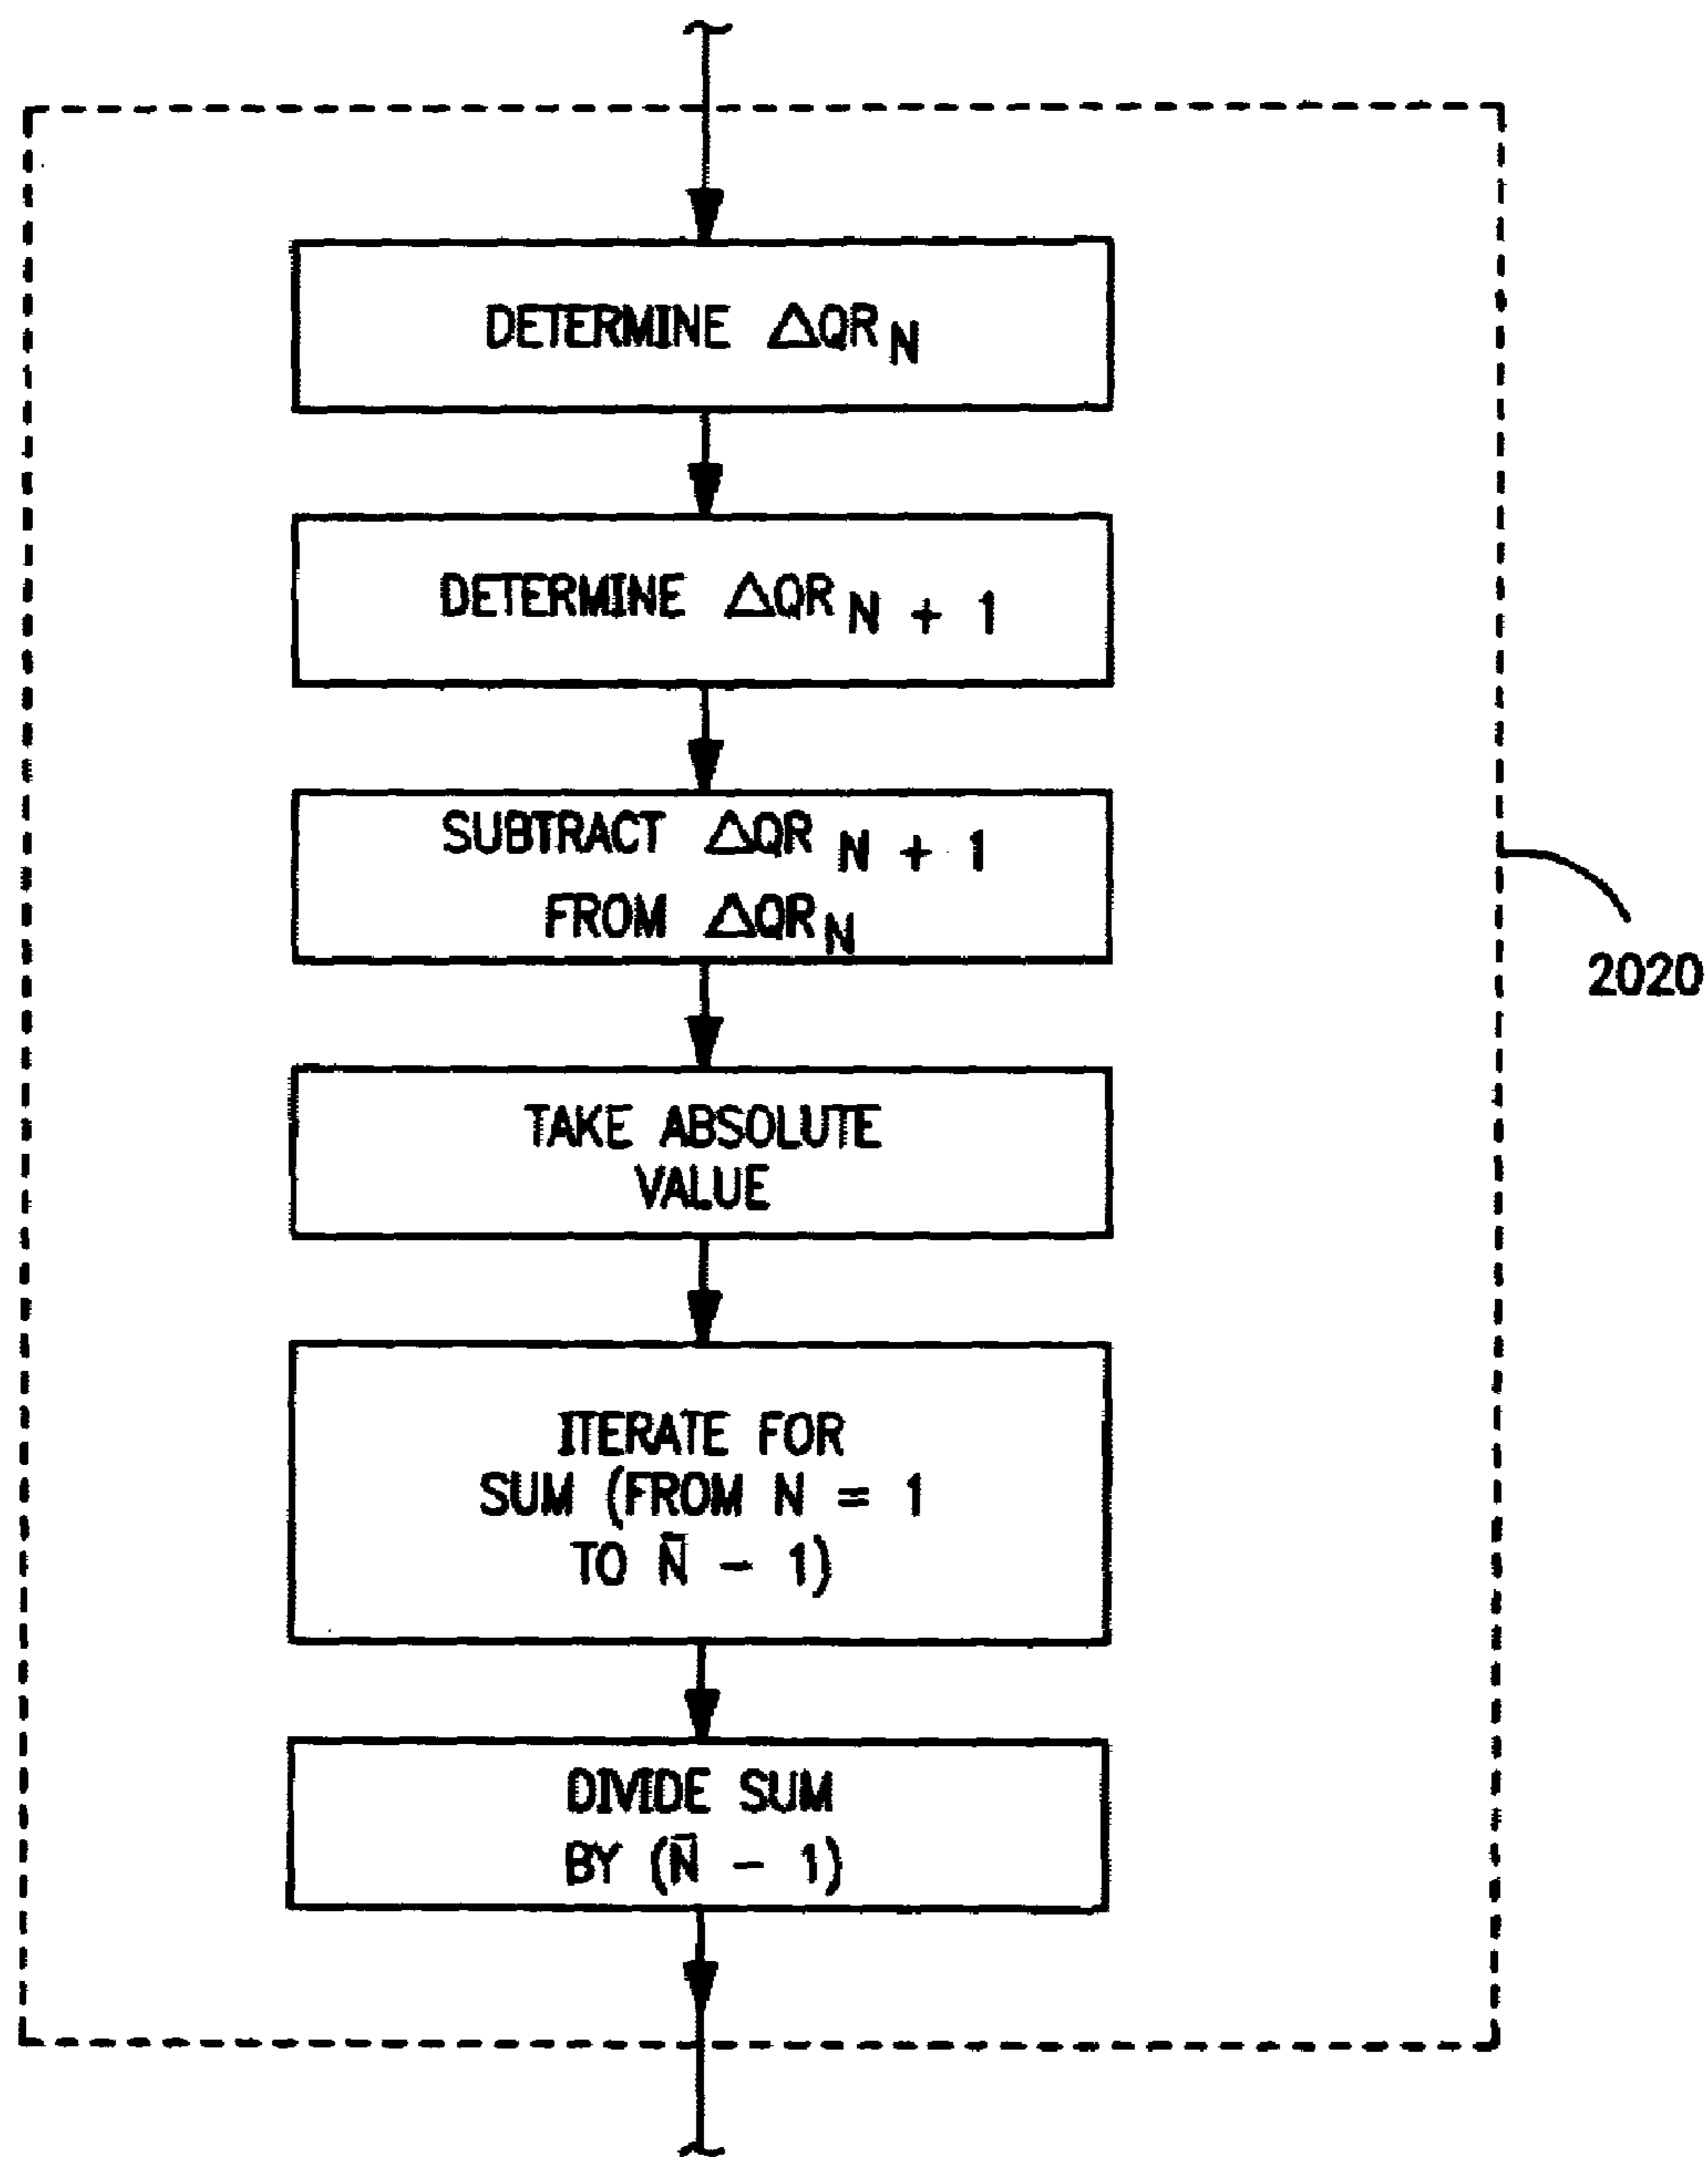 DETERMINE ΔQR N
DETERMINE ΔQR N + 1
SUBTRACT ΔQR N + 1
FROM ΔQR N
2020
TAKE ABSOLUTE
VALUE
ITERATE FOR
SUM (FROM N = 1
TO N̄ - 1)
DIVIDE SUM
BY (N̄ - 1)